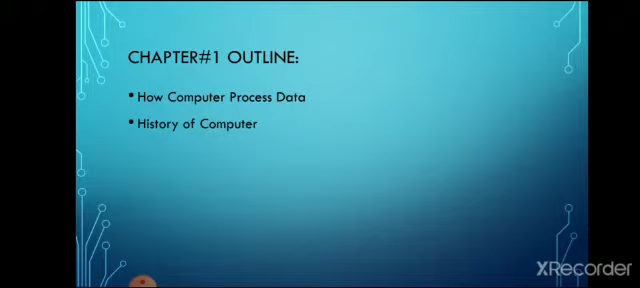 CHAPTER#1 OUTLINE:
• How Computer Process Data
• History of Computer
XRecorder